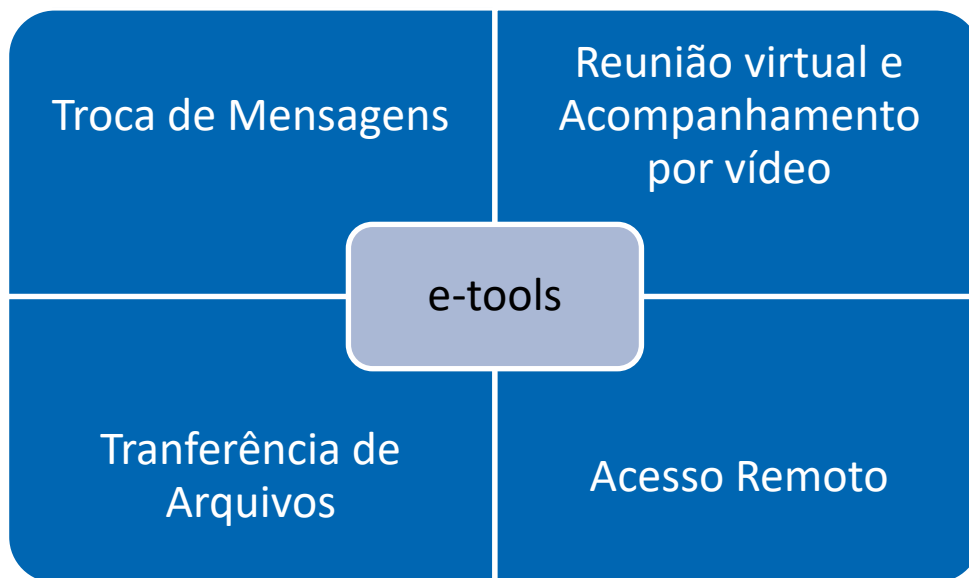 Troca de Mensagens
Reunião virtual e
Acompanhamento
por vídeo
e-tools
Tranferência de
Arquivos
Acesso Remoto